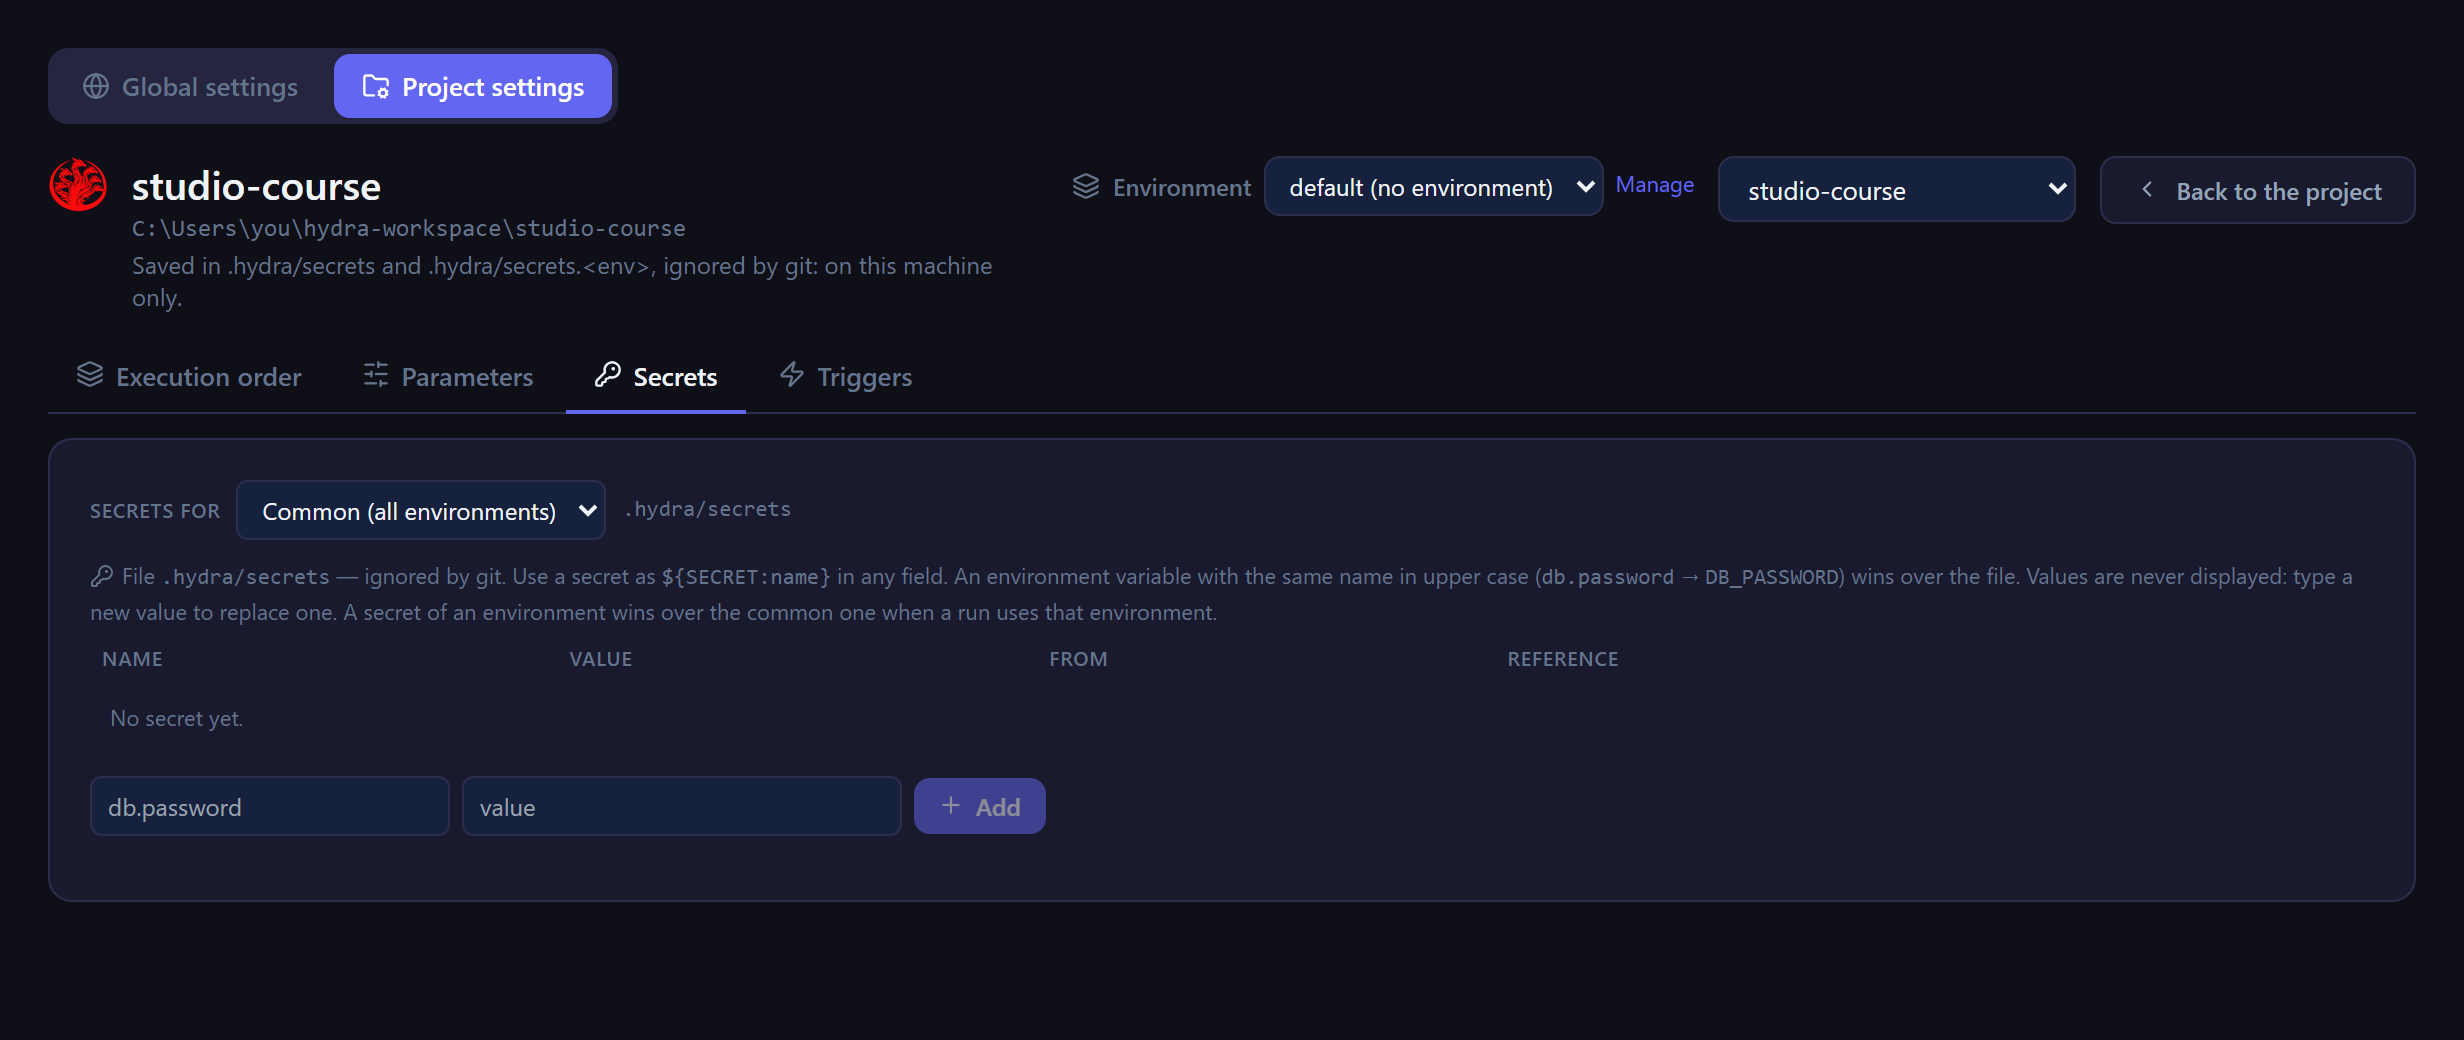 Global settings
Project settings
studio-course
C:\Users\you\hydra-workspace\studio-course
Saved in .hydra/secrets and .hydra/secrets.<env>, ignored by git: on this machine
only.
Environment
default (no environment)
Manage
studio-course
Back to the project
Execution order
Parameters
Secrets
Triggers
SECRETS FOR
Common (all environments)
.hydra/secrets
File .hydra/secrets — ignored by git. Use a secret as ${SECRET:name} in any field. An environment variable with the same name in upper case (db.password → DB_PASSWORD) wins over the file. Values are never displayed: type a
new value to replace one. A secret of an environment wins over the common one when a run uses that environment.
NAME
VALUE
FROM
REFERENCE
No secret yet.
db.password
value
+ Add